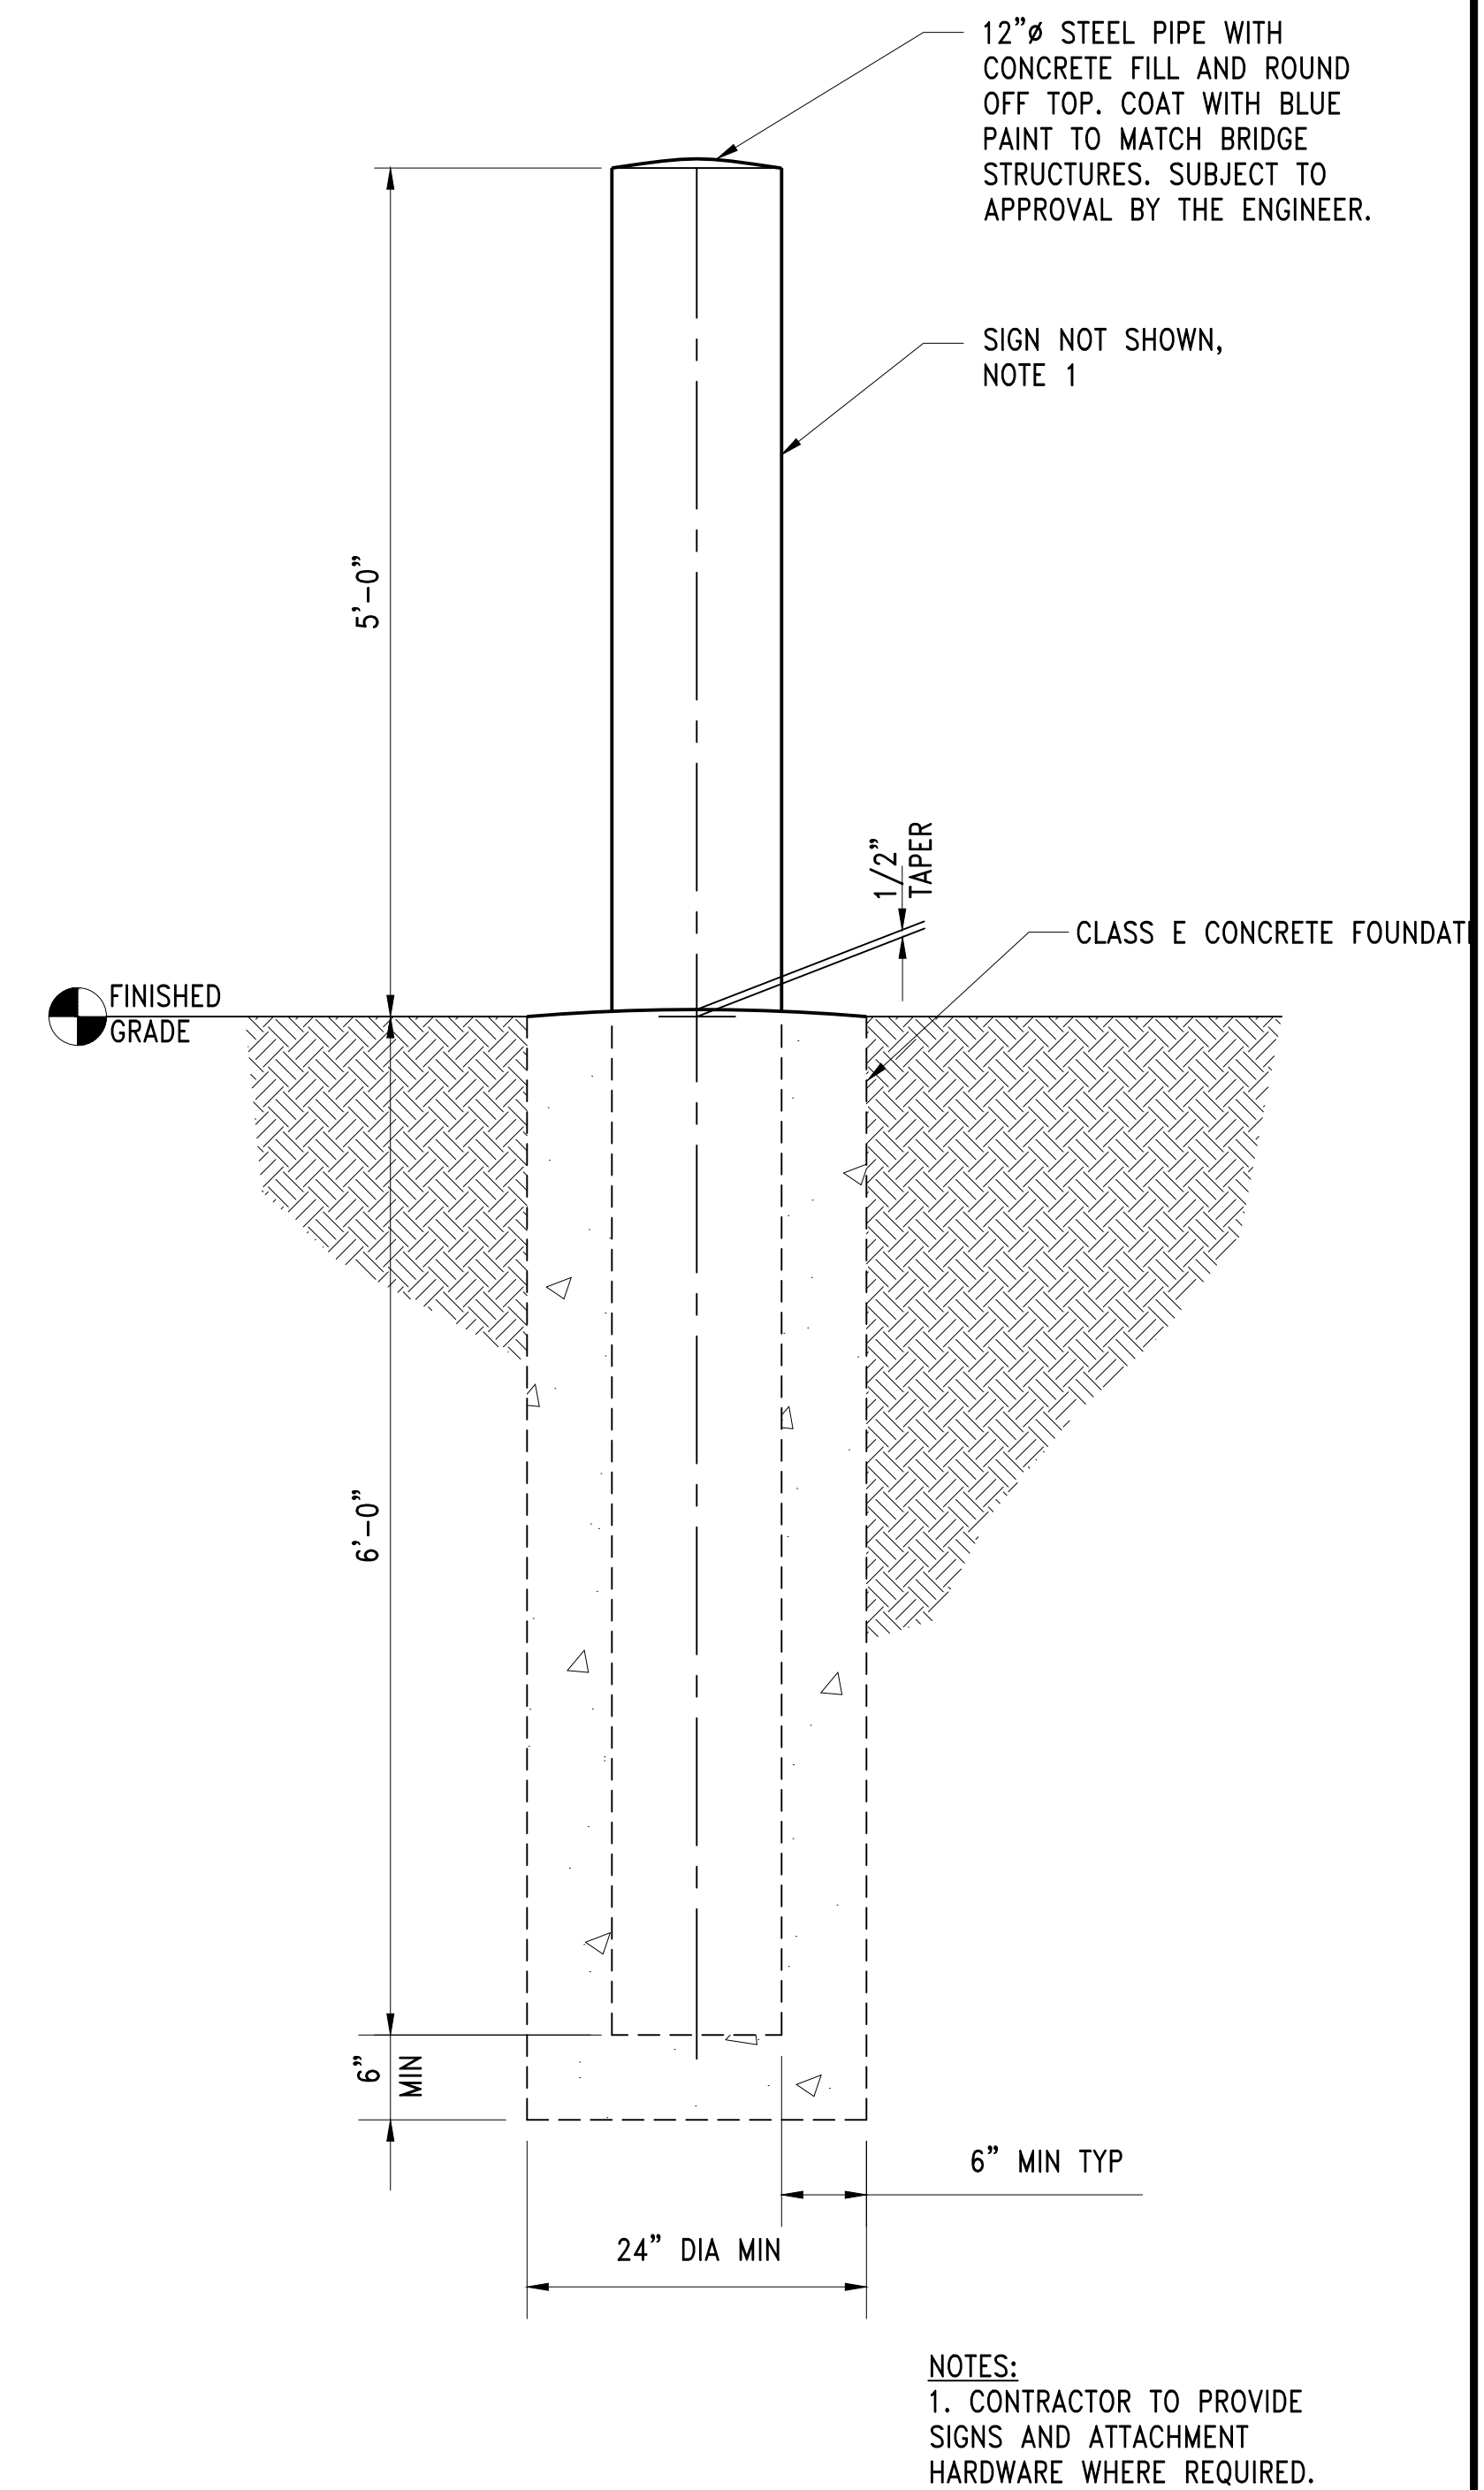 12"ø STEEL PIPE WITH
CONCRETE FILL AND ROUND
OFF TOP. COAT WITH BLUE
PAINT TO MATCH BRIDGE
STRUCTURES. SUBJECT TO
APPROVAL BY THE ENGINEER.
SIGN NOT SHOWN,
NOTE 1
5'-0"
1/2"
TAPER
CLASS E CONCRETE
FINISHED
GRADE
6'-0"
6"
MIN
6" MIN TYP
24" DIA MIN
NOTES:
1. CONTRACTOR TO PROVIDE
SIGNS AND ATTACHMENT
HARDWARE WHERE REQUIRED.